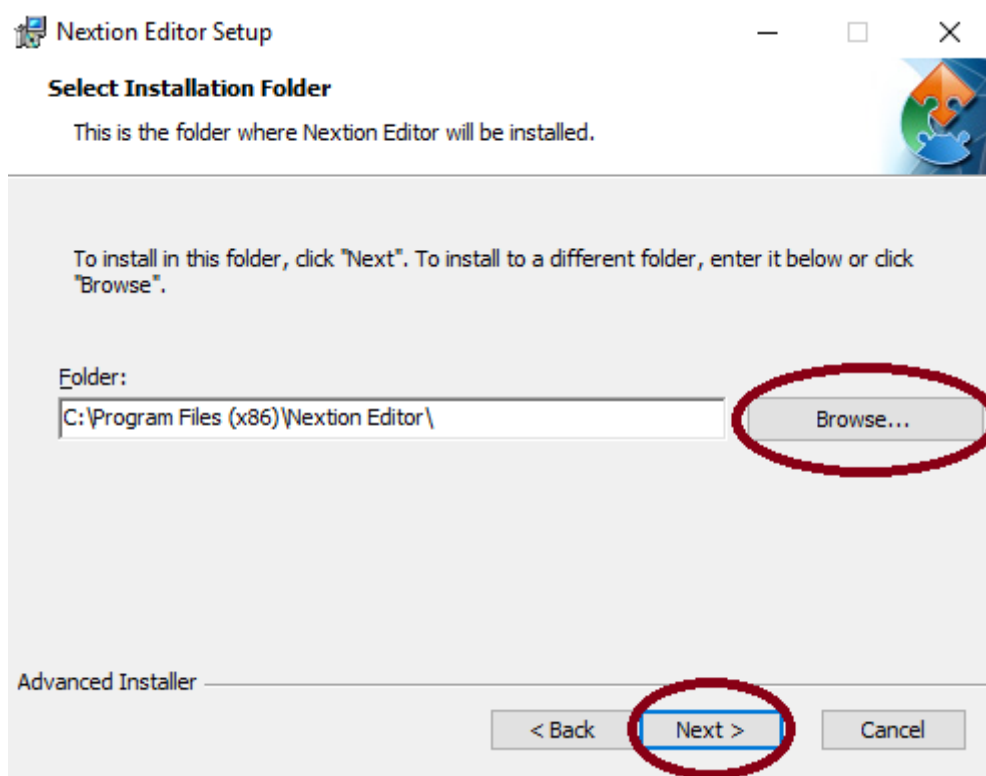 Nextion Editor Setup
Select Installation Folder
This is the folder where Nextion Editor will be installed.
To install in this folder, click "Next". To install to a different folder, enter it below or click
"Browse".
Folder:
C:\Program Files (x86)\Nextion Editor\
Browse...
Advanced Installer
< Back
Next >
Cancel